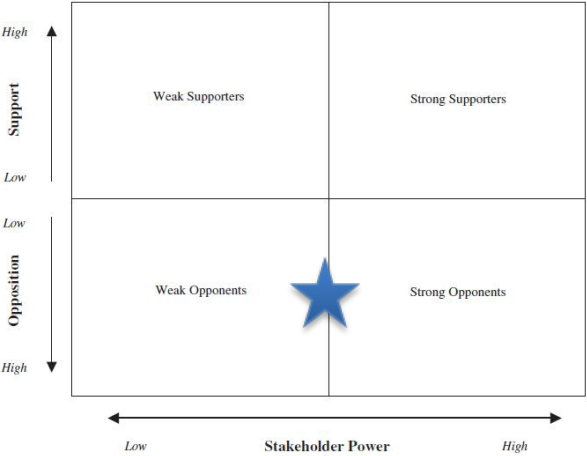 High
Support
Weak Supporters
Strong Supporters
Low
Low
Opposition
Weak Opponents
Strong Opponents
High
Low
Stakeholder Power
High